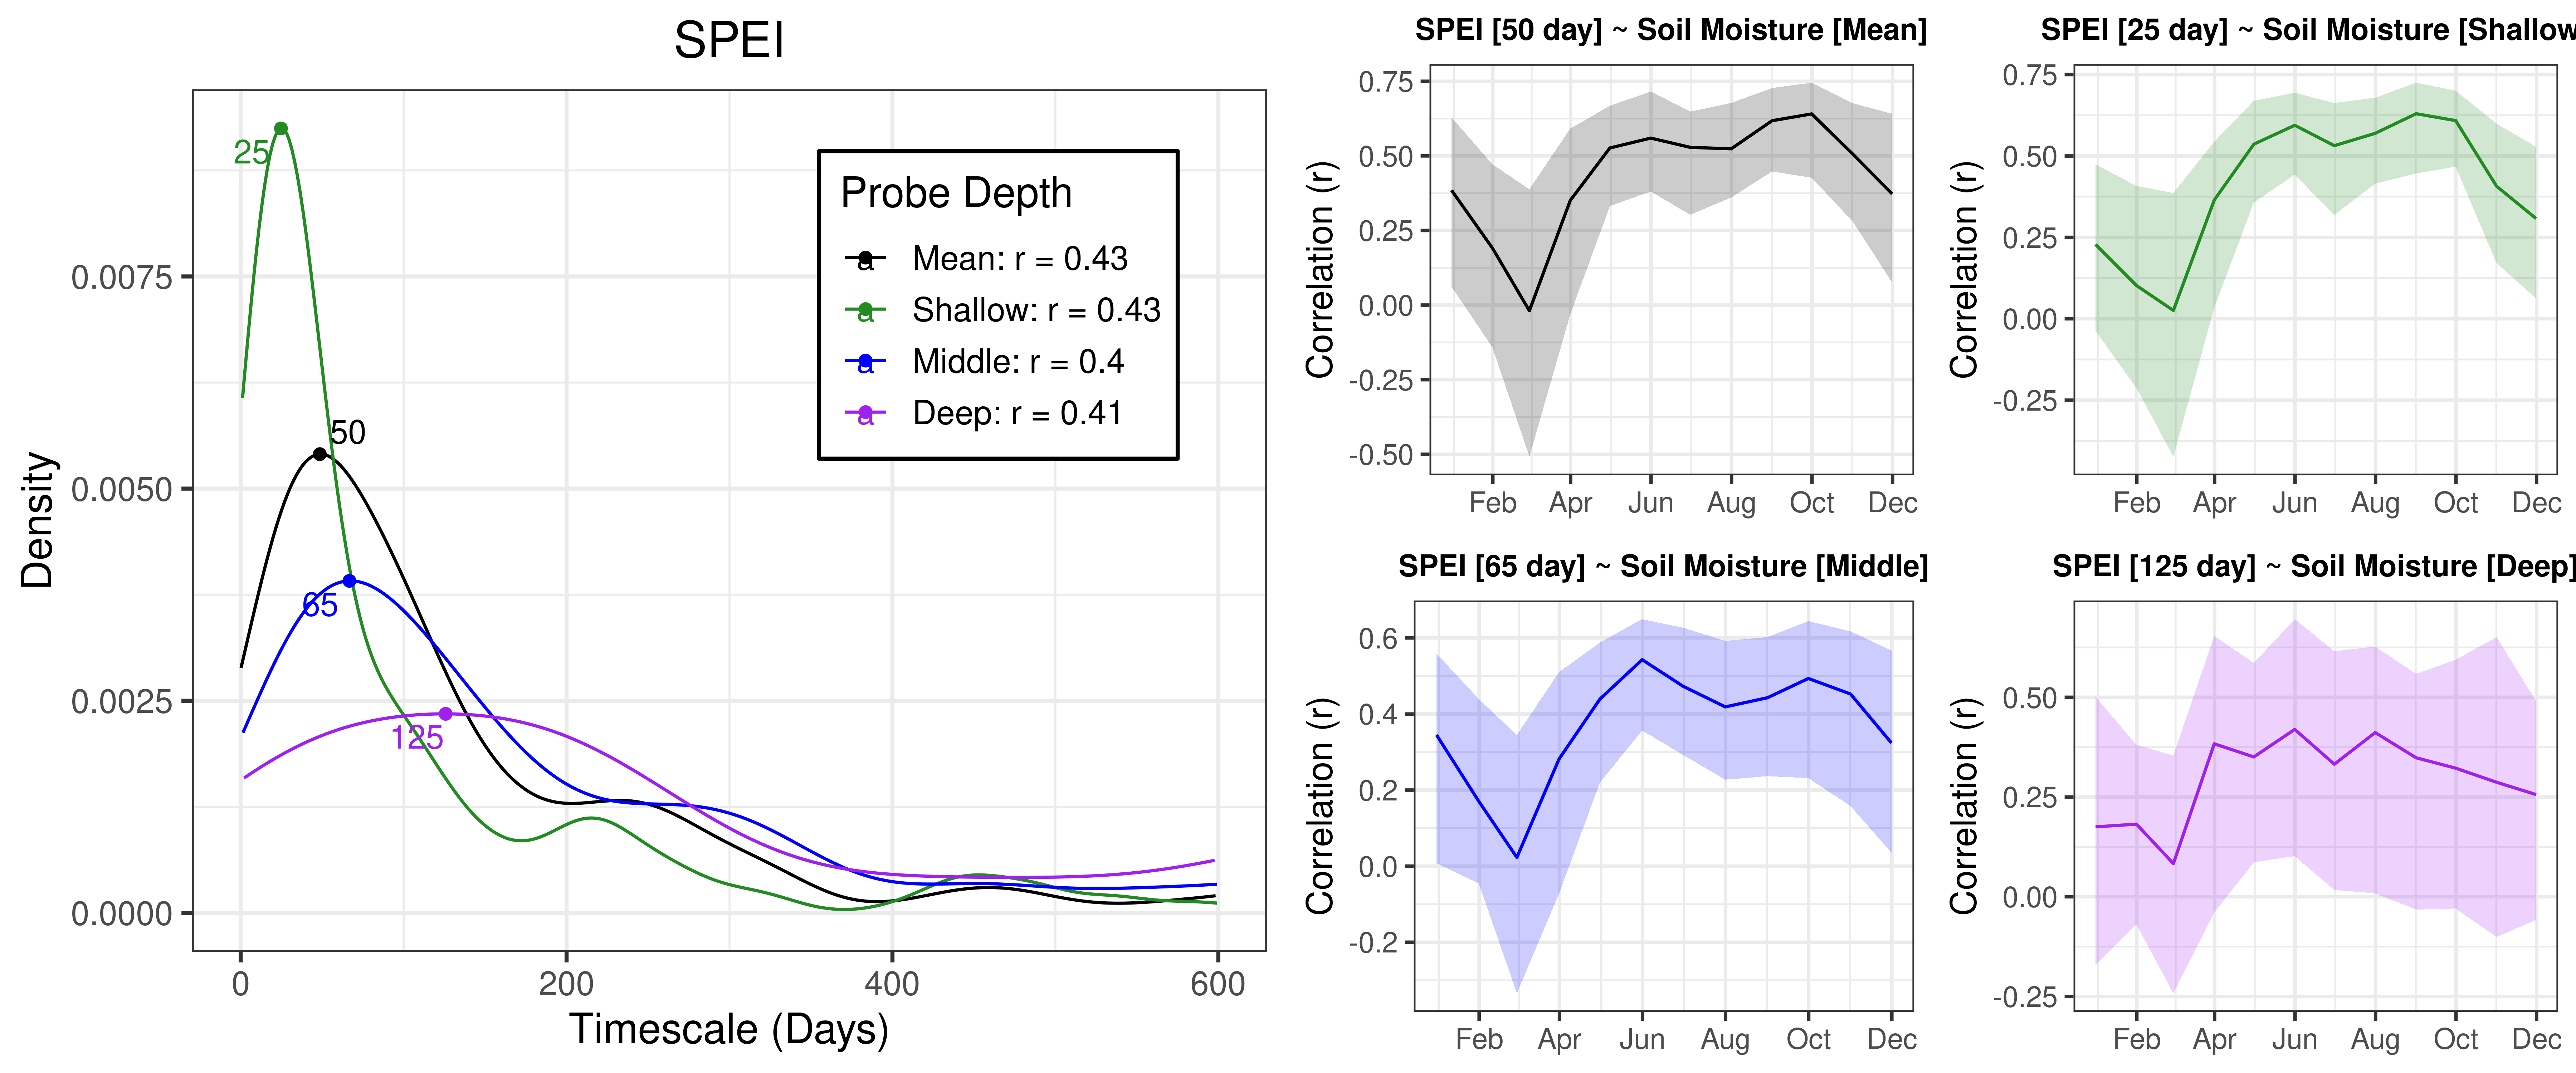 SPEI
Density
0.0075
0.0050
0.0025
0.0000
25
50
65
125
Probe Depth
a Mean: r = 0.43
a Shallow: r = 0.43
a Middle: r = 0.4
a Deep: r = 0.41
0 200 400 600
Timescale (Days)
SPEI [50 day] ~ Soil Moisture [Mean]
Correlation (r)
0.75
0.50
0.25
0.00
-0.25
-0.50
Feb Apr Jun Aug Oct Dec
SPEI [25 day] ~ Soil Moisture [Shallow
Correlation (r)
0.75
0.50
0.25
0.00
-0.25
Feb Apr Jun Aug Oct Dec
SPEI [65 day] ~ Soil Moisture [Middle]
Correlation (r)
0.6
0.4
0.2
0.0
-0.2
Feb Apr Jun Aug Oct Dec
SPEI [125 day] ~ Soil Moisture [Deep]
Correlation (r)
0.50
0.25
0.00
-0.25
Feb Apr Jun Aug Oct Dec